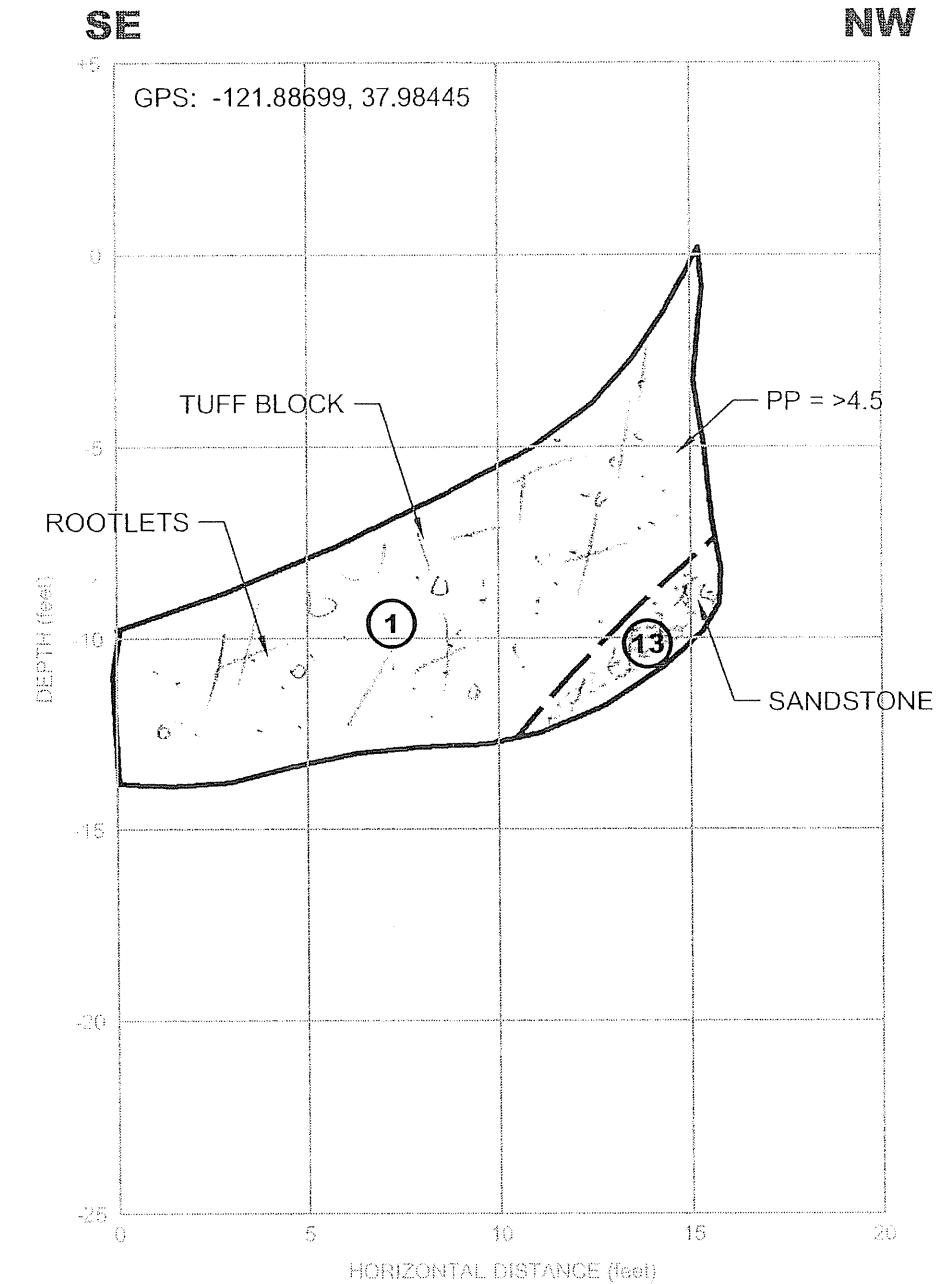 SE
NW
+5
GPS: -121.88699, 37.98445
0
TUFF BLOCK
PP = >4.5
-5
ROOTLETS
1
-10
13
DEPTH (feet)
SANDSTONE
-15
-20
-25
0
5
10
15
20
HORIZONTAL DISTANCE (feet)